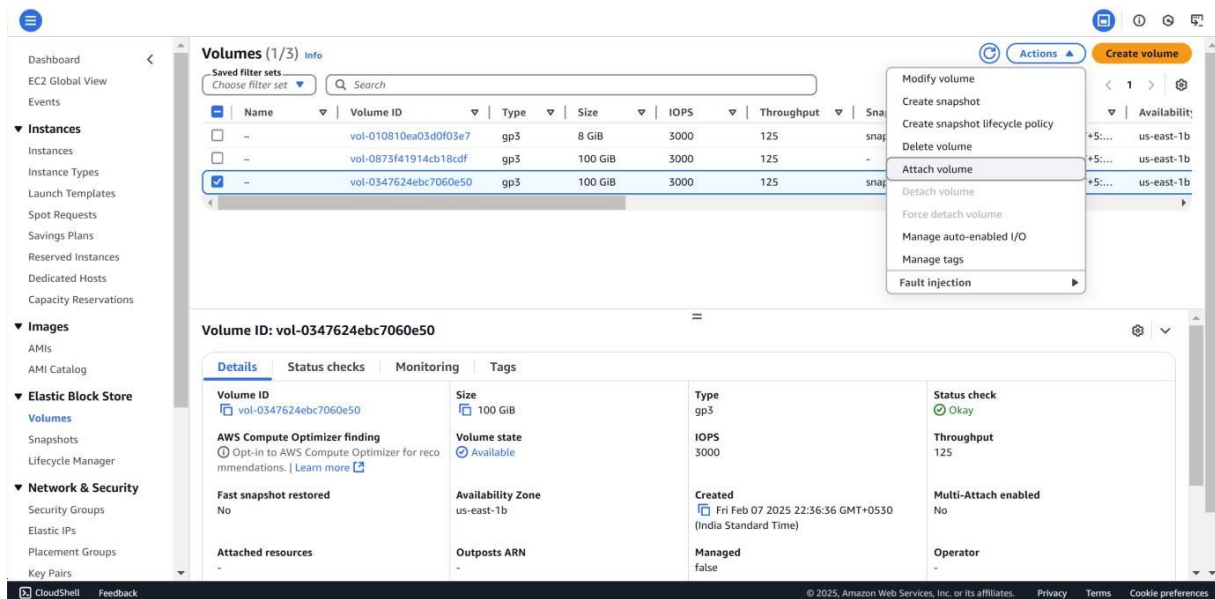 Dashboard
EC2 Global View
Events
Instances
Instances
Instance Types
Launch Templates
Spot Requests
Savings Plans
Reserved Instances
Dedicated Hosts
Capacity Reservations
Images
AMIs
AMI Catalog
Elastic Block Store
Volumes
Snapshots
Lifecycle Manager
Network & Security
Security Groups
Elastic IPs
Placement Groups
Key Pairs
Volumes (1/3) Info
Actions
Create volume
Saved filter sets
Choose filter set
Search
1
Name Volume ID Type Size IOPS Throughput Sna Availability
- vol-010810ea03d0f03e7 gp3 8 GiB 3000 125 snap +5:... us-east-1b
- vol-0873f41914cb18cdf gp3 100 GiB 3000 125 - +5:... us-east-1b
- vol-0347624ebc7060e50 gp3 100 GiB 3000 125 snap +5:... us-east-1b
Modify volume
Create snapshot
Create snapshot lifecycle policy
Delete volume
Attach volume
Detach volume
Force detach volume
Manage auto-enabled I/O
Manage tags
Fault injection
Volume ID: vol-0347624ebc7060e50
Details Status checks Monitoring Tags
Volume ID
vol-0347624ebc7060e50
Size
100 GiB
Type
gp3
Status check
Okay
AWS Compute Optimizer finding
Opt-in to AWS Compute Optimizer for reco
mmendations. | Learn more
Volume state
Available
IOPS
3000
Throughput
125
Fast snapshot restored
No
Availability Zone
us-east-1b
Created
Fri Feb 07 2025 22:36:36 GMT+0530
(India Standard Time)
Multi-Attach enabled
No
Attached resources
-
Outposts ARN
-
Managed
false
Operator
-
CloudShell Feedback © 2025, Amazon Web Services, Inc. or its affiliates. Privacy Terms Cookie preferences